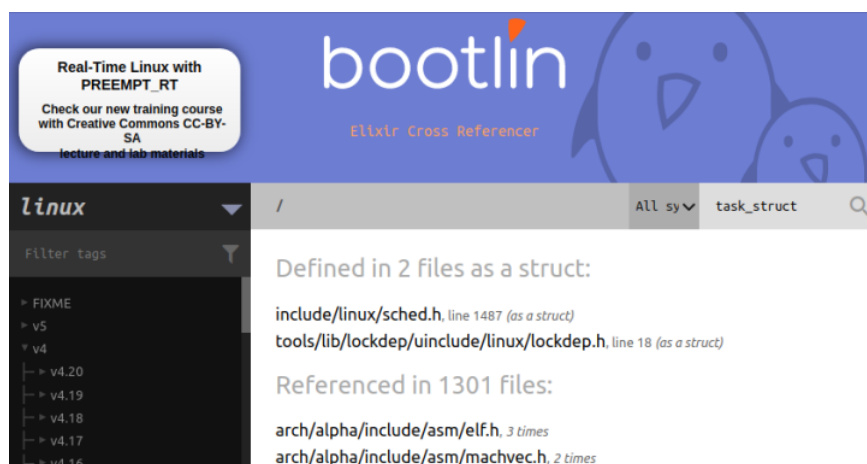 Real-Time Linux with
PREEMPT_RT
Check our new training course
with Creative Commons CC-BY-
SA
lecture and lab materials
bootlin
Elixir Cross Referencer
linux
/
All sy
task_struct
Filter tags
FIXME
v5
v4
v4.20
v4.19
v4.18
v4.17
v4.16
Defined in 2 files as a struct:
include/linux/sched.h, line 1487 (as a struct)
tools/lib/lockdep/uinclude/linux/lockdep.h, line 18 (as a struct)
Referenced in 1301 files:
arch/alpha/include/asm/elf.h, 3 times
arch/alpha/include/asm/machvec.h, 2 times